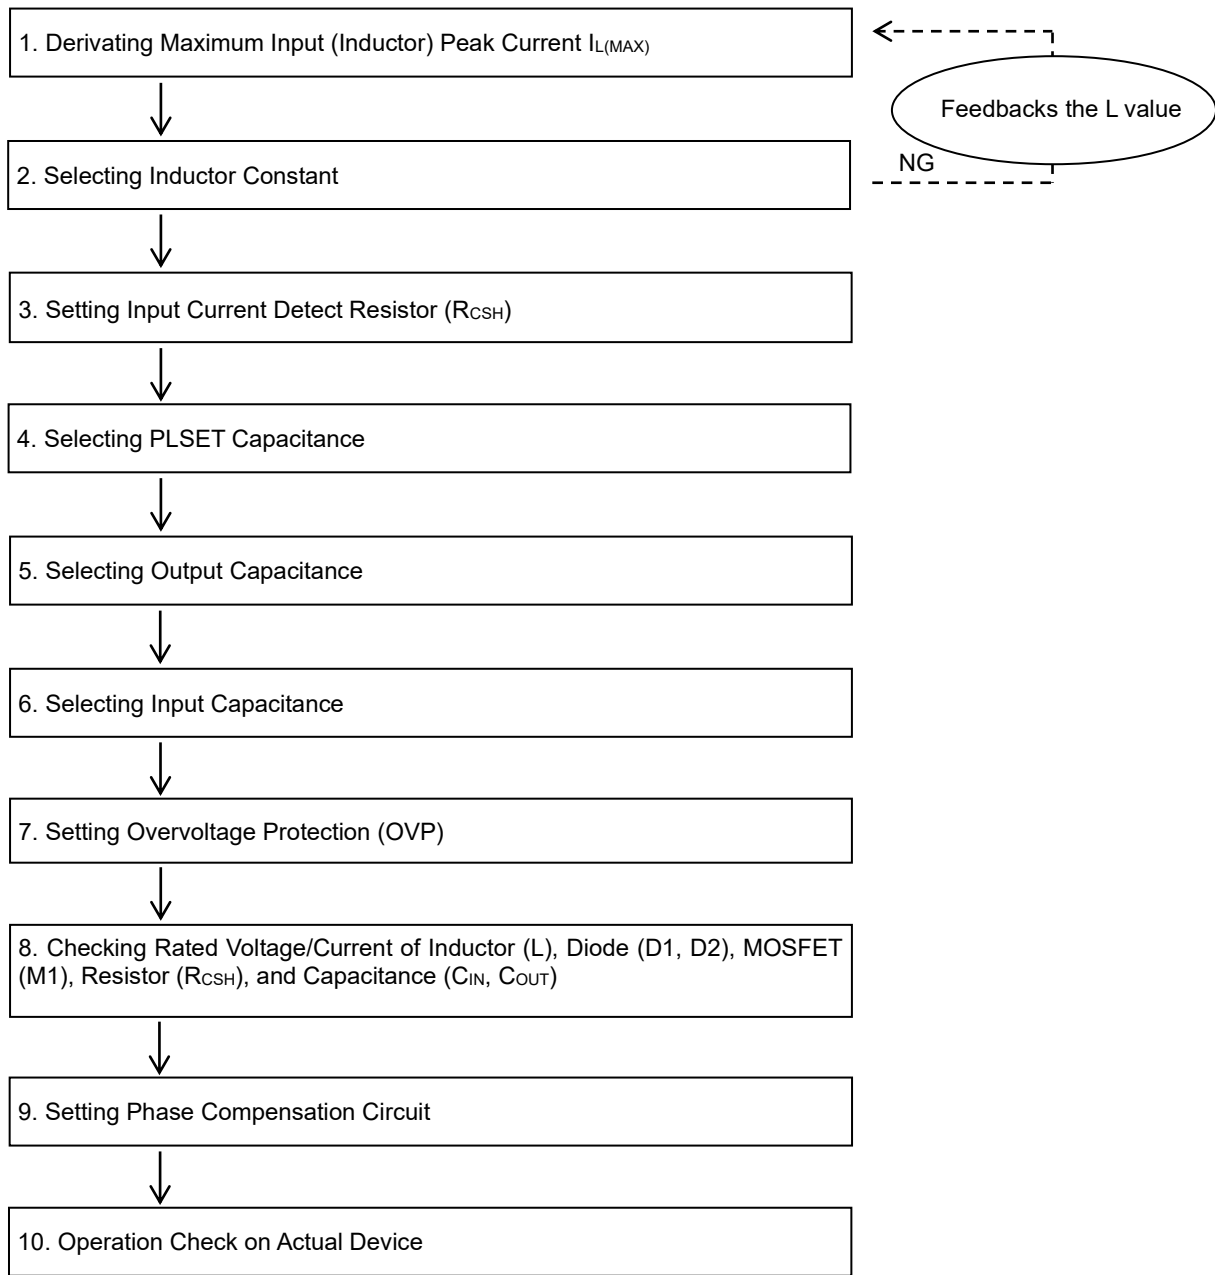 1. Derivating Maximum Input (Inductor) Peak Current IL(MAX)
Feedbacks the L value
NG
2. Selecting Inductor Constant
3. Setting Input Current Detect Resistor (RCSH)
4. Selecting PLSET Capacitance
5. Selecting Output Capacitance
6. Selecting Input Capacitance
7. Setting Overvoltage Protection (OVP)
8. Checking Rated Voltage/Current of Inductor (L), Diode (D1, D2), MOSFET
(M1), Resistor (RCSH), and Capacitance (CIN, COUT)
9. Setting Phase Compensation Circuit
10. Operation Check on Actual Device